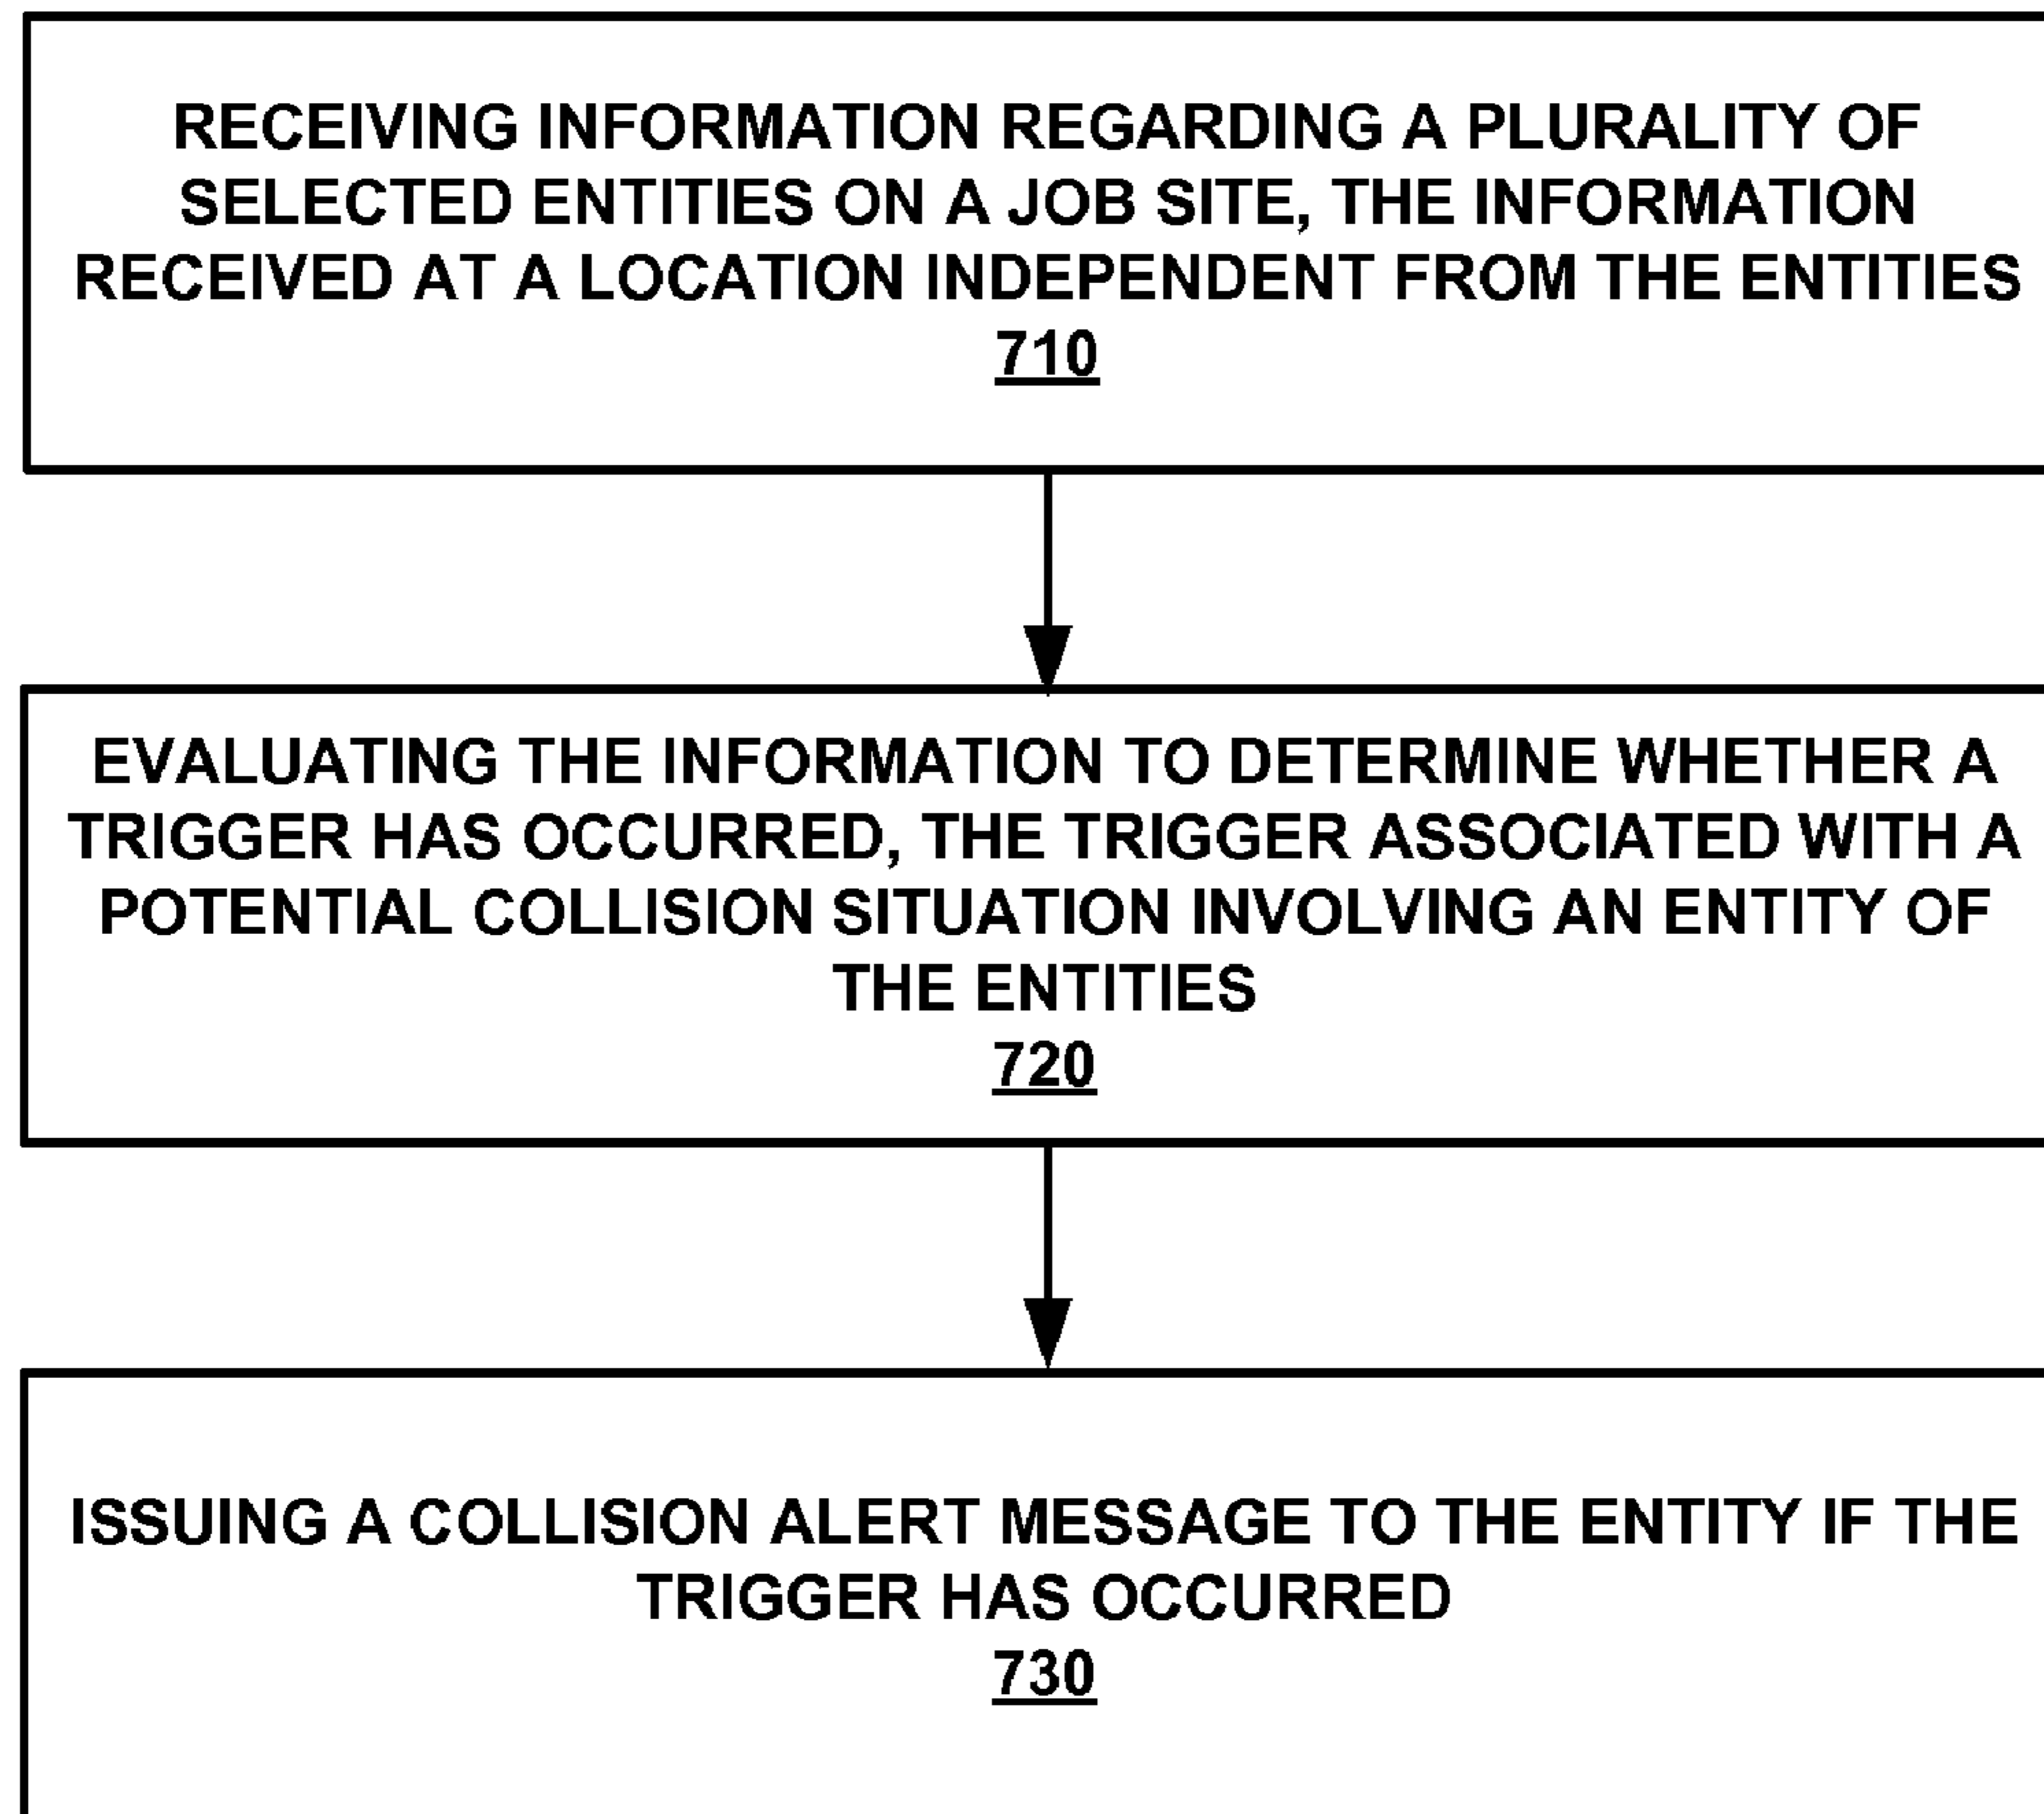 RECEIVING INFORMATION REGARDING A PLURALITY OF
SELECTED ENTITIES ON A JOB SITE, THE INFORMATION
RECEIVED AT A LOCATION INDEPENDENT FROM THE ENTITIES
710
EVALUATING THE INFORMATION TO DETERMINE WHETHER A
TRIGGER HAS OCCURRED, THE TRIGGER ASSOCIATED WITH A
POTENTIAL COLLISION SITUATION INVOLVING AN ENTITY OF
THE ENTITIES
720
ISSUING A COLLISION ALERT MESSAGE TO THE ENTITY IF THE
TRIGGER HAS OCCURRED
730